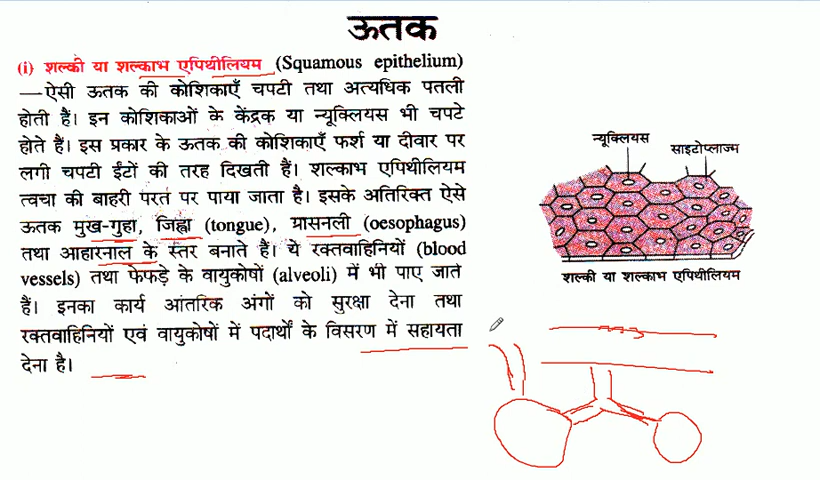 ऊतक
(i) शल्की या शल्काभ एपिथीलियम (Squamous epithelium)
—ऐसी ऊतक की कोशिकाएँ चपटी तथा अत्यधिक पतली
होती हैं। इन कोशिकाओं के केंद्रक या न्यूक्लियस भी चपटे
होते हैं। इस प्रकार के ऊतक की कोशिकाएँ फर्श या दीवार पर
लगी चपटी ईंटों की तरह दिखती हैं। शल्काभ एपिथीलियम
त्वचा की बाहरी परत पर पाया जाता है। इसके अतिरिक्त ऐसे
ऊतक मुख-गुहा, जिह्वा (tongue), ग्रासनली (oesophagus)
तथा आहारनाल के स्तर बनाते हैं। ये रक्तवाहिनियों (blood
vessels) तथा फेफड़े के वायुकोषों (alveoli) में भी पाए जाते
हैं। इनका कार्य आंतरिक अंगों को सुरक्षा देना तथा
रक्तवाहिनियों एवं वायुकोषों में पदार्थों के विसरण में सहायता
देना है।
न्यूक्लियस
साइटोप्लाज्म
शल्की या शल्काभ एपिथीलियम